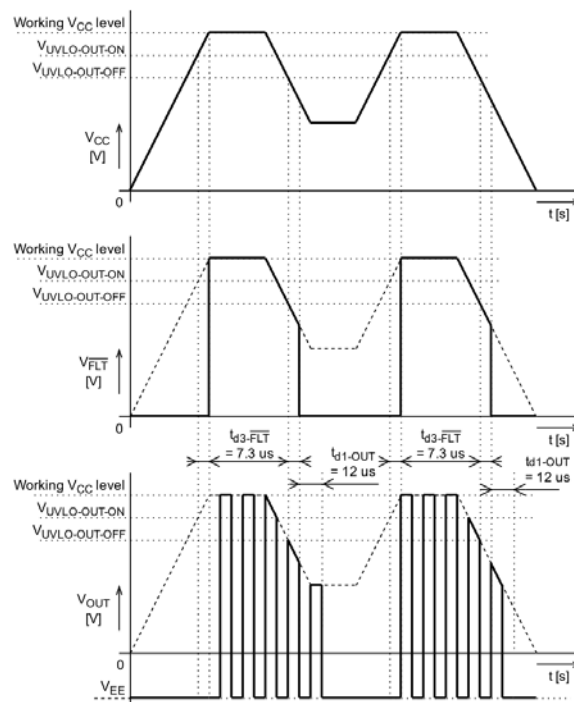 Working VCC level
VUVLO-OUT-ON
VUVLO-OUT-OFF
VCC
[V]
0
t [s]
Working VCC level
VUVLO-OUT-ON
VUVLO-OUT-OFF
VFLT
[V]
0
t [s]
td3-FLT
= 7.3 us
td1-OUT
= 12 us
td3-FLT
= 7.3 us
td1-OUT
= 12 us
Working VCC level
VUVLO-OUT-ON
VUVLO-OUT-OFF
VOUT
[V]
0
t [s]
VEE